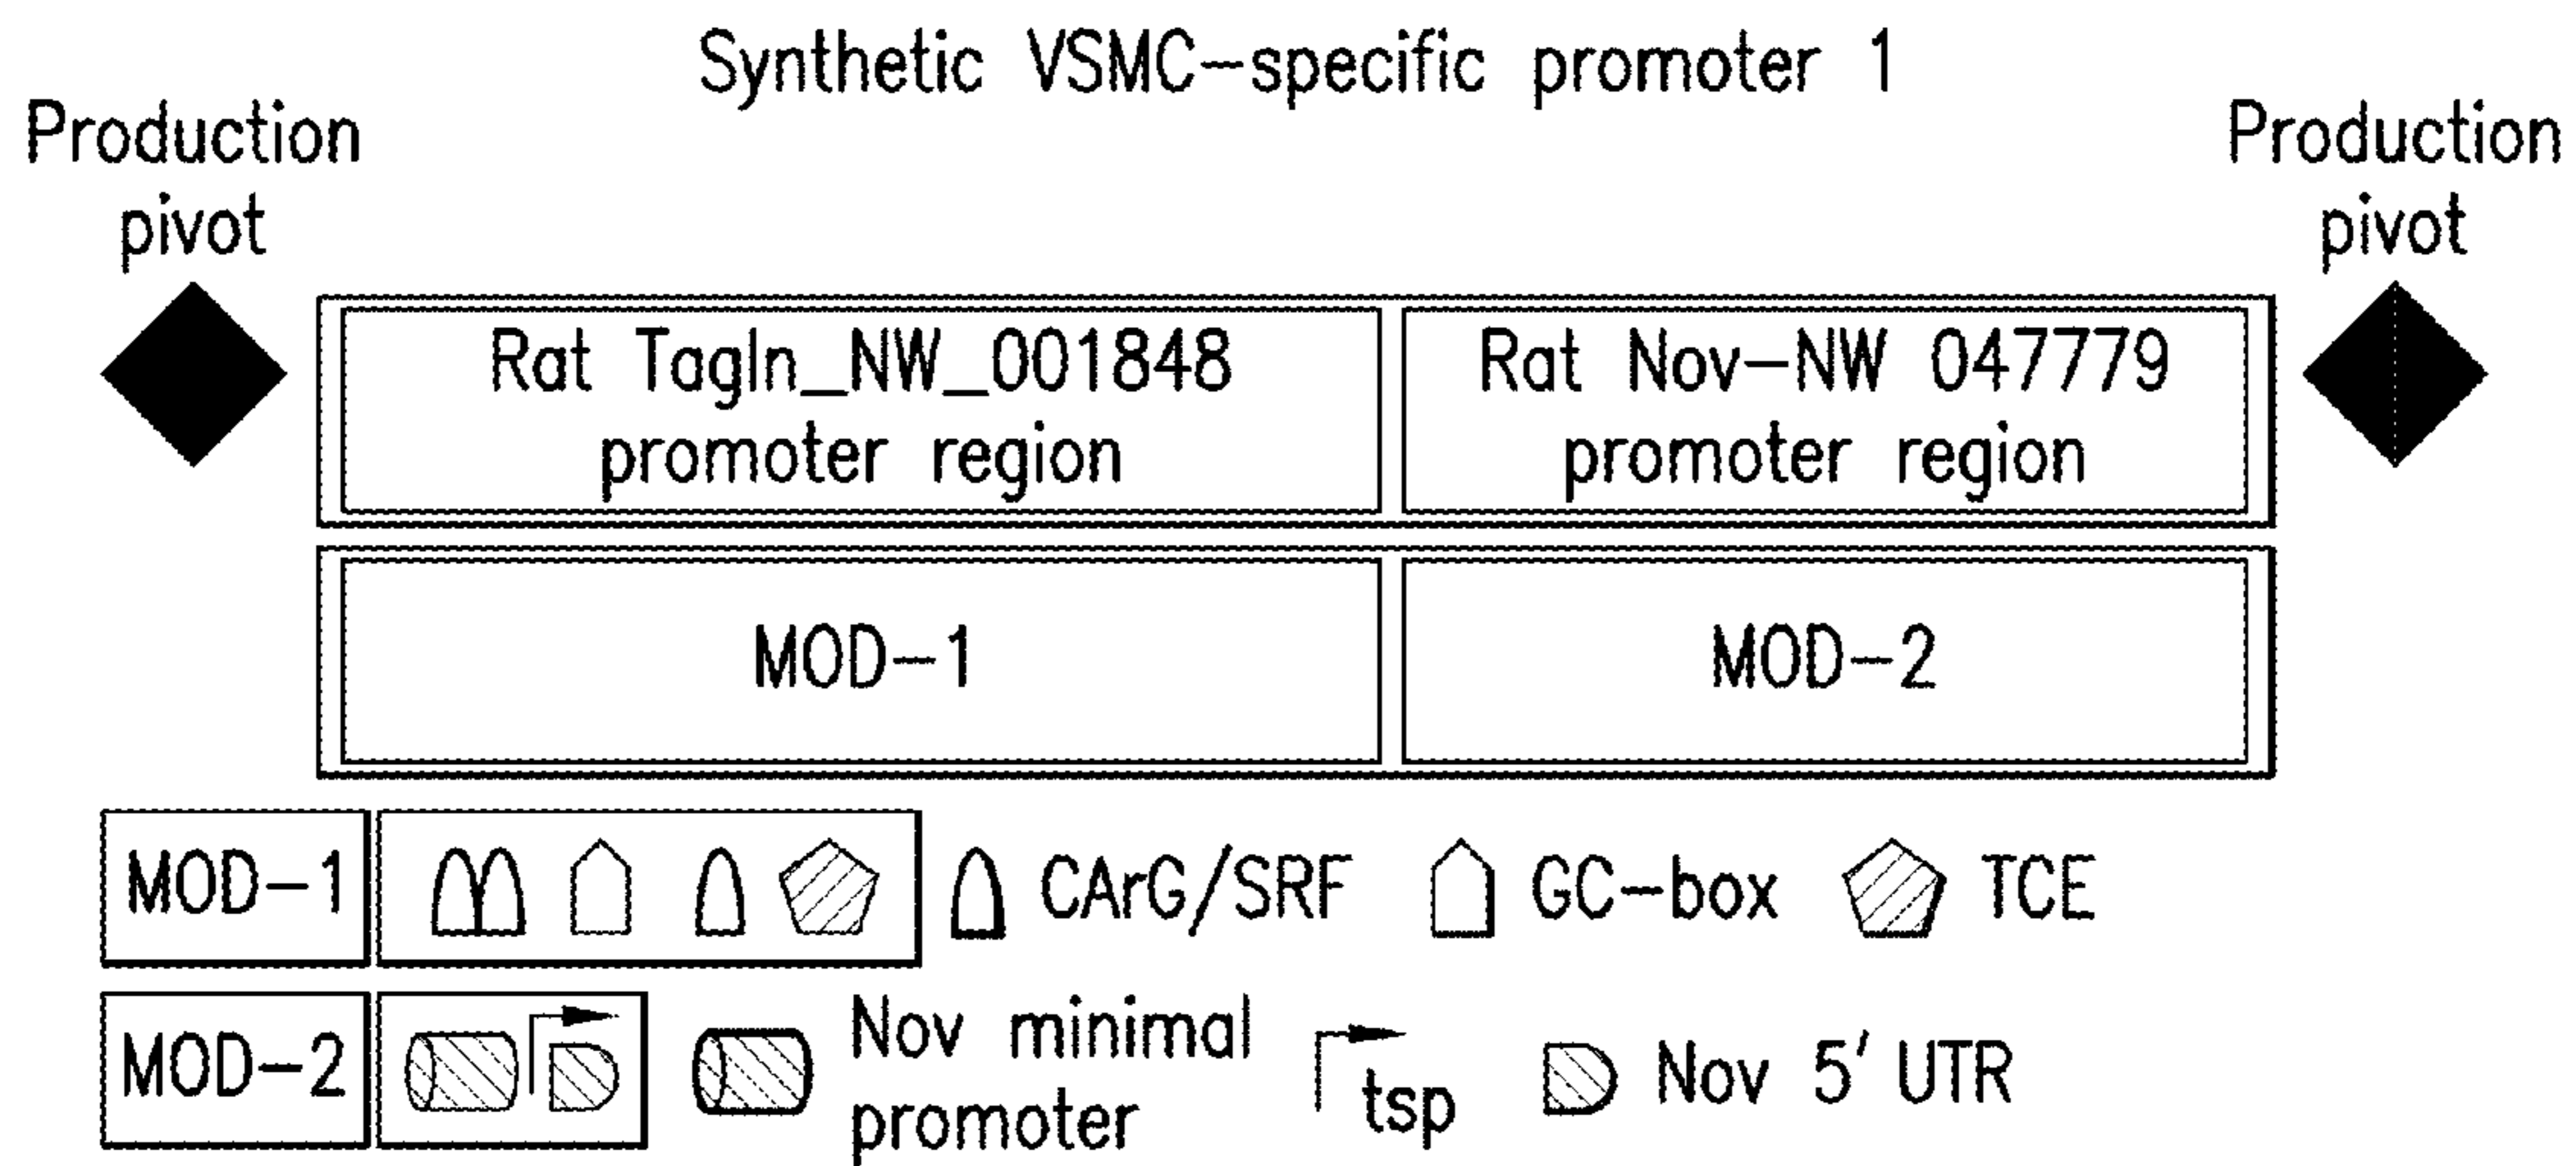 Synthetic VSMC-specific promoter 1
Production
pivot
Production
pivot
Rat Tagln_NW_001848
promoter region
Rat Nov-NW 047779
promoter region
MOD-1
MOD-2
MOD-1
CArG/SRF
GC-box
TCE
MOD-2
Nov minimal
promoter
tsp
Nov 5' UTR